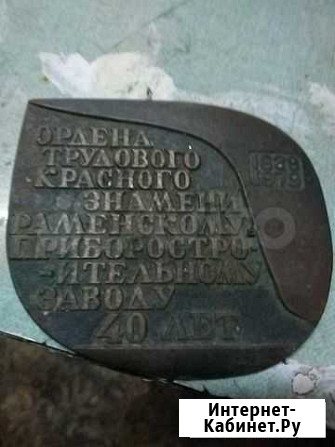 ОРДЕНА
ТРУДОВОГО
КРАСНОГО
ЗНАМЕНИ
РАМЕНСКОМУ
ПРИБОРОСТРО-
-ИТЕЛЬНОМУ
ЗАВОДУ
40 ЛЕТ
1939
1979
Интернет-
Кабинет.Ру